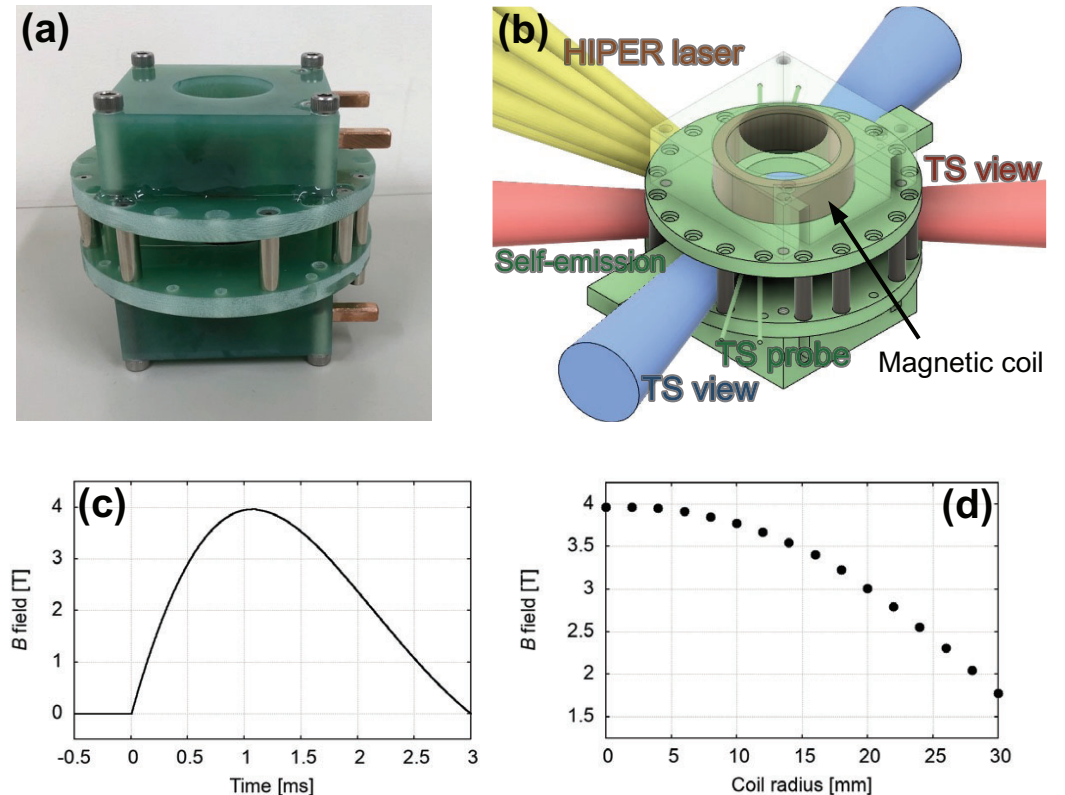 (a)
(b)
HIPER laser
TS view
Self-emission
TS probe
Magnetic coil
TS view
(c)
4
3
2
1
0
B field [T]
-0.5 0 0.5 1 1.5 2 2.5 3
Time [ms]
(d)
4
3.5
3
2.5
2
1.5
B field [T]
0 5 10 15 20 25 30
Coil radius [mm]